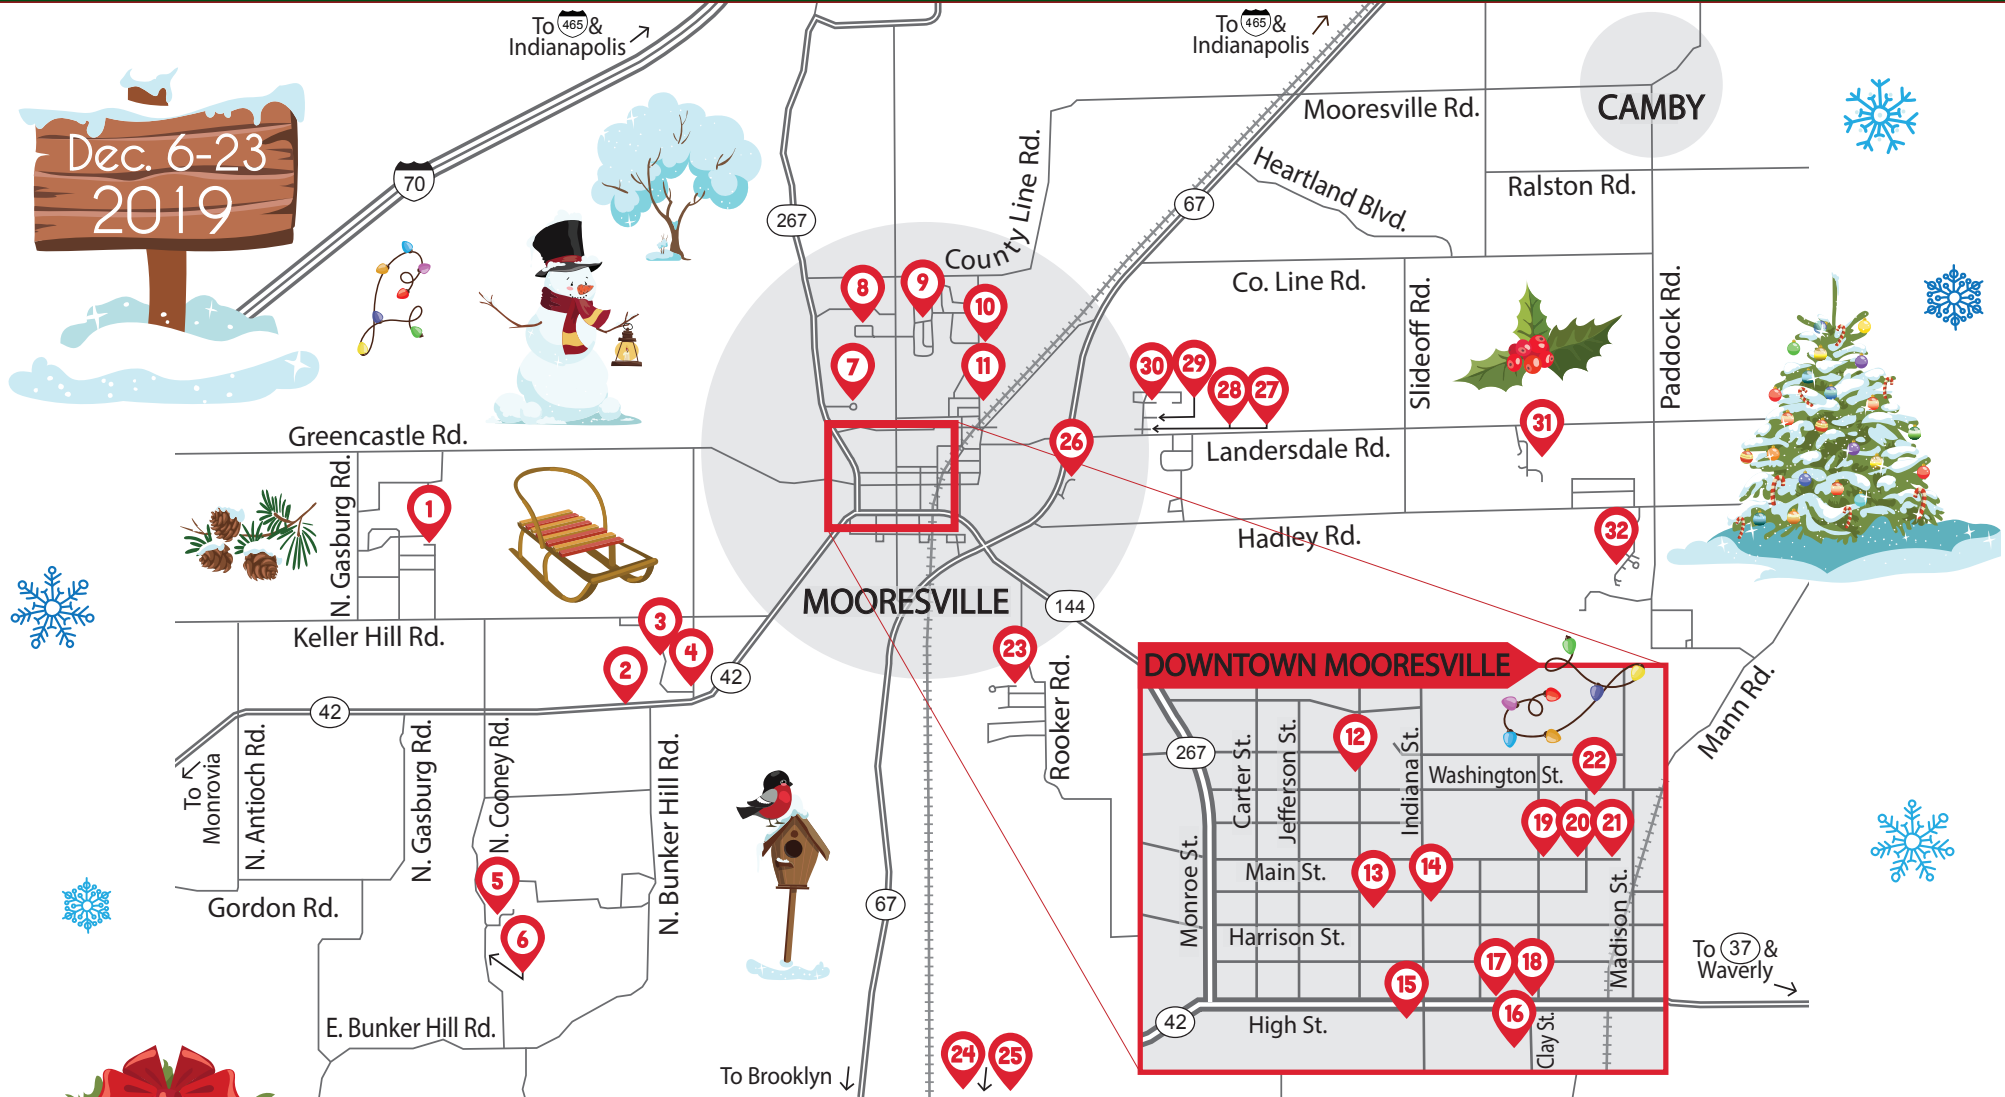 To 465 &
Indianapolis
To 465 &
Indianapolis
Dec. 6-23
2019
70
267
67
Mooresville Rd.
CAMBY
Heartland Blvd.
Ralston Rd.
County Line Rd.
Co. Line Rd.
Slideoff Rd.
Paddock Rd.
8
9
10
7
11
30
29
28
27
26
31
Greencastle Rd.
Landersdale Rd.
N. Gasburg Rd.
1
Hadley Rd.
32
MOORESVILLE
144
Keller Hill Rd.
3
4
2
42
23
Rooker Rd.
42
To
Monrovia
N. Antioch Rd.
N. Gasburg Rd.
N. Cooney Rd.
N. Bunker Hill Rd.
Mann Rd.
5
6
Gordon Rd.
67
E. Bunker Hill Rd.
To Brooklyn
24
25
DOWNTOWN MOORESVILLE
267
12
Carter St.
Jefferson St.
Indiana St.
Washington St.
22
19
20
21
Monroe St.
Main St.
13
14
Madison St.
Harrison St.
17
18
15
16
42
High St.
Clay St.
To 37 &
Waverly